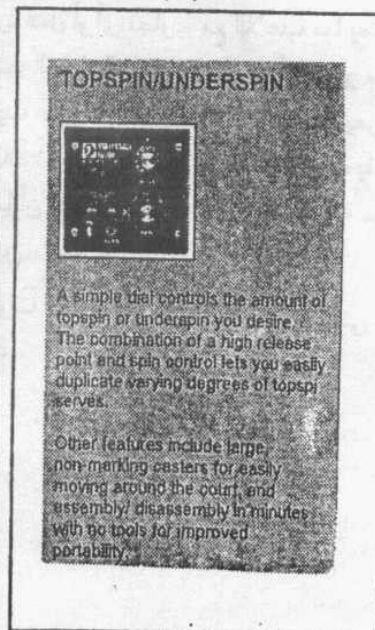 TOPSPIN/UNDERSPIN
A simple dial controls the amount of
topspin or underspin you desire.
The combination of a high release
point and spin control lets you easily
duplicate varying degrees of topspi
serves.
Other features include large,
non-marking casters for easily
moving around the court, and
assembly/ disassembly in minutes
with no tools for improved
portability.